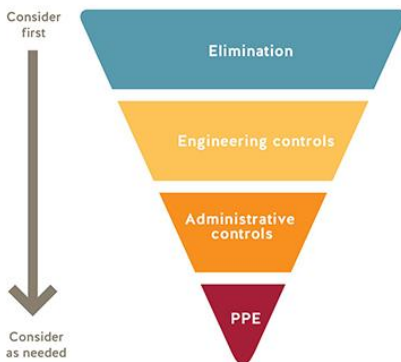 Consider
first
Elimination
Engineering controls
Administrative
controls
PPE
Consider
as needed